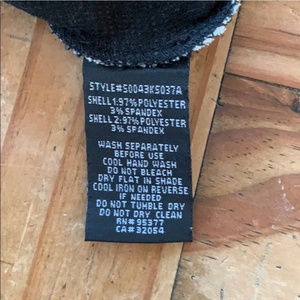 STYLE#S0043KS037A
SHELL 1:97% POLYESTER
3% SPANDEX
SHELL 2:97% POLYESTER
3% SPANDEX
WASH SEPARATELY
BEFORE USE
COOL HAND WASH
DO NOT BLEACH
DRY FLAT IN SHADE
COOL IRON ON REVERSE
IF NEEDED
DO NOT TUMBLE DRY
DO NOT DRY CLEAN
RN# 95377
CA# 32054